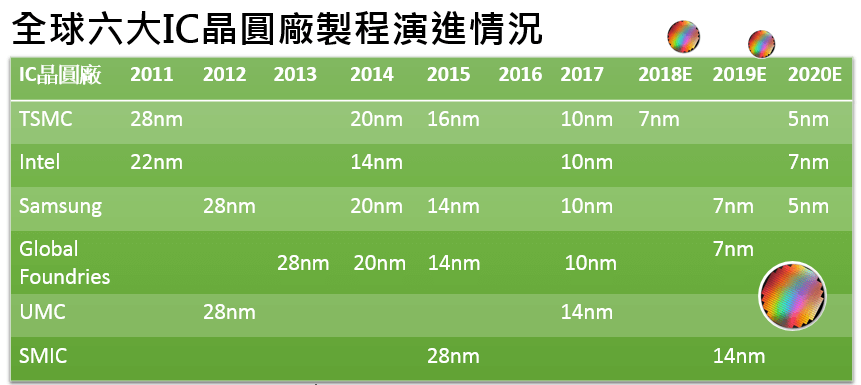 全球六大IC晶圓廠製程演進情況
IC晶圓廠 2011 2012 2013 2014 2015 2016 2017 2018E 2019E 2020E
TSMC 28nm 20nm 16nm 10nm 7nm 5nm
Intel 22nm 14nm 10nm 7nm
Samsung 28nm 20nm 14nm 10nm 7nm 5nm
Global 7nm
Foundries 28nm 20nm 14nm 10nm
UMC 28nm 14nm
SMIC 28nm 14nm